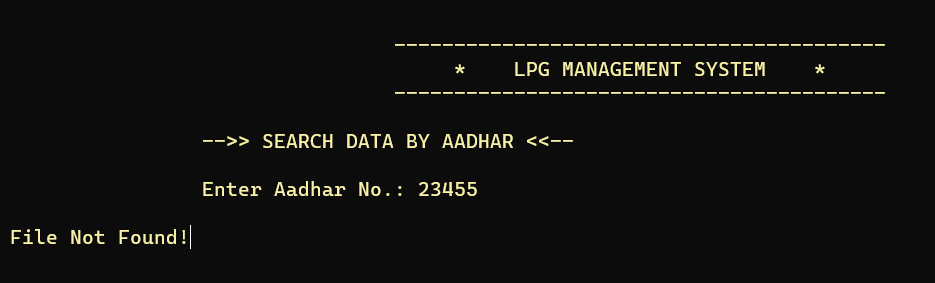 -----------------------------------------
* LPG MANAGEMENT SYSTEM *
-----------------------------------------
-->> SEARCH DATA BY AADHAR <<--
Enter Aadhar No.: 23455
File Not Found!